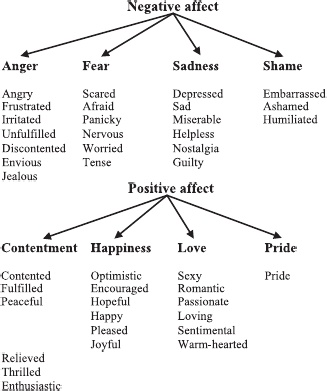 Negative affect
Anger Fear Sadness Shame
Angry Scared Depressed Embarrassed
Frustrated Afraid Sad Ashamed
Irritated Panicky Miserable Humiliated
Unfulfilled Nervous Helpless
Discontented Worried Nostalgia
Envious Tense Guilty
Jealous
Positive affect
Contentment Happiness Love Pride
Contented Optimistic Sexy Pride
Fulfilled Encouraged Romantic
Peaceful Hopeful Passionate
Happy Loving
Pleased Sentimental
Joyful Warm-hearted
Relieved
Thrilled
Enthusiastic